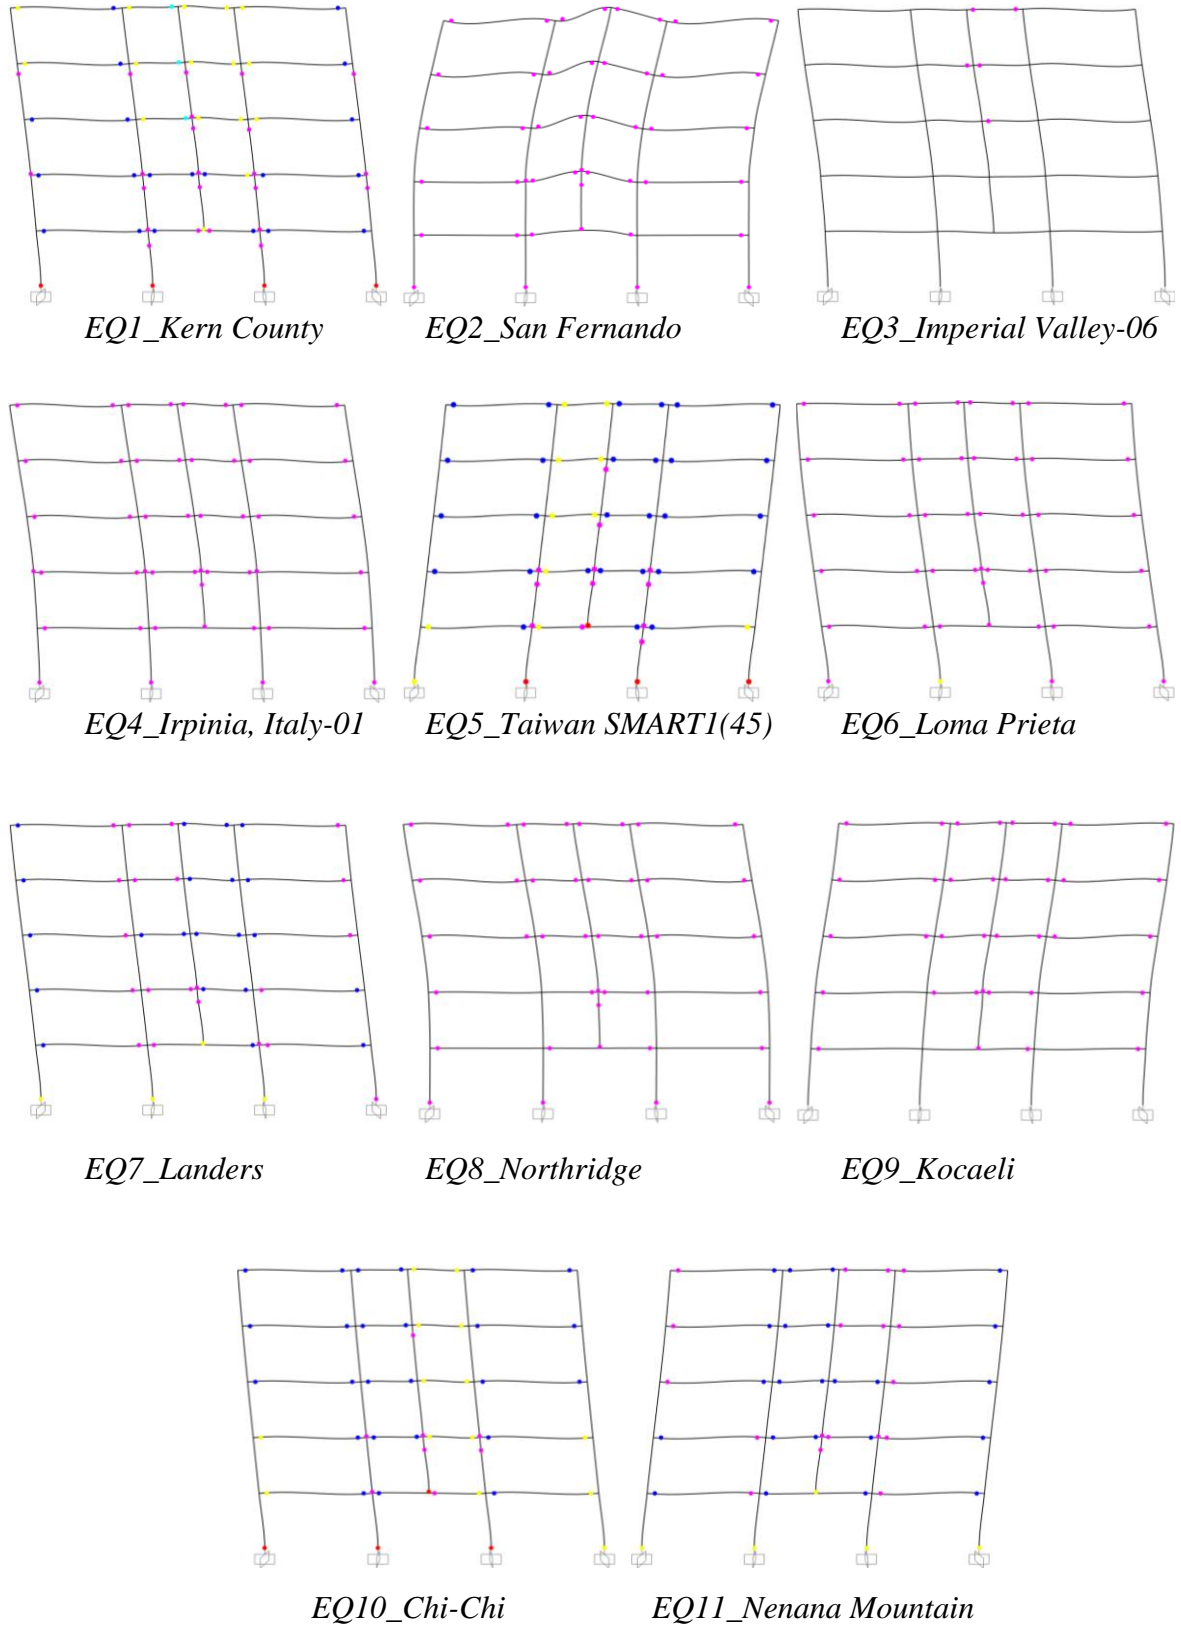 EQ1_Kern County
EQ2_San Fernando
EQ3_Imperial Valley-06
EQ4_Irpinia, Italy-01
EQ5_Taiwan SMART1(45)
EQ6_Loma Prieta
EQ7_Landers
EQ8_Northridge
EQ9_Kocaeli
EQ10_Chi-Chi
EQ11_Nenana Mountain